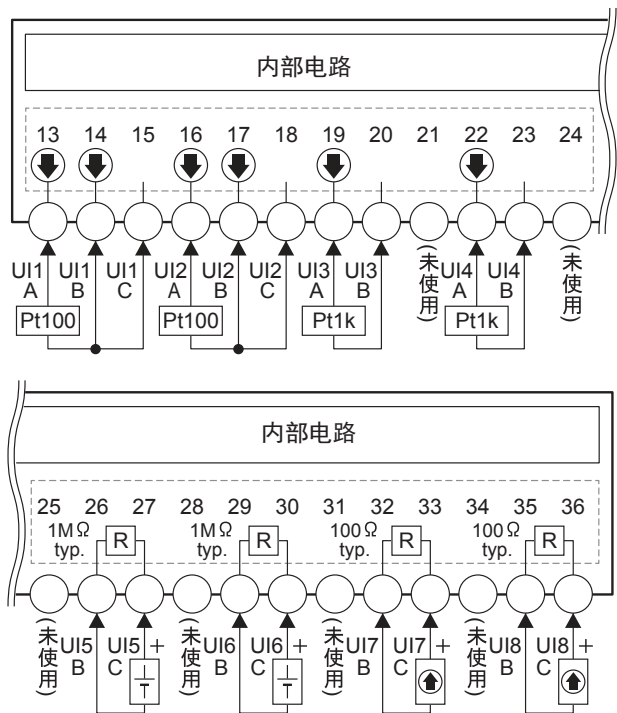 内部电路
13 14 15 16 17 18 19 20 21 22 23 24
UI1 UI1 UI1 UI2 UI2 UI2 UI3 UI3 (未使用) UI4 UI4 (未使用)
A B C A B C A B A B
Pt100 Pt100 Pt1k Pt1k
内部电路
25 26 27 28 29 30 31 32 33 34 35 36
1MΩ 1MΩ 100Ω 100Ω
typ. R typ. R typ. R typ. R
(未使用) UI5 UI5 + (未使用) UI6 UI6 + (未使用) UI7 UI7 + (未使用) UI8 UI8 +
B C B C B C B C